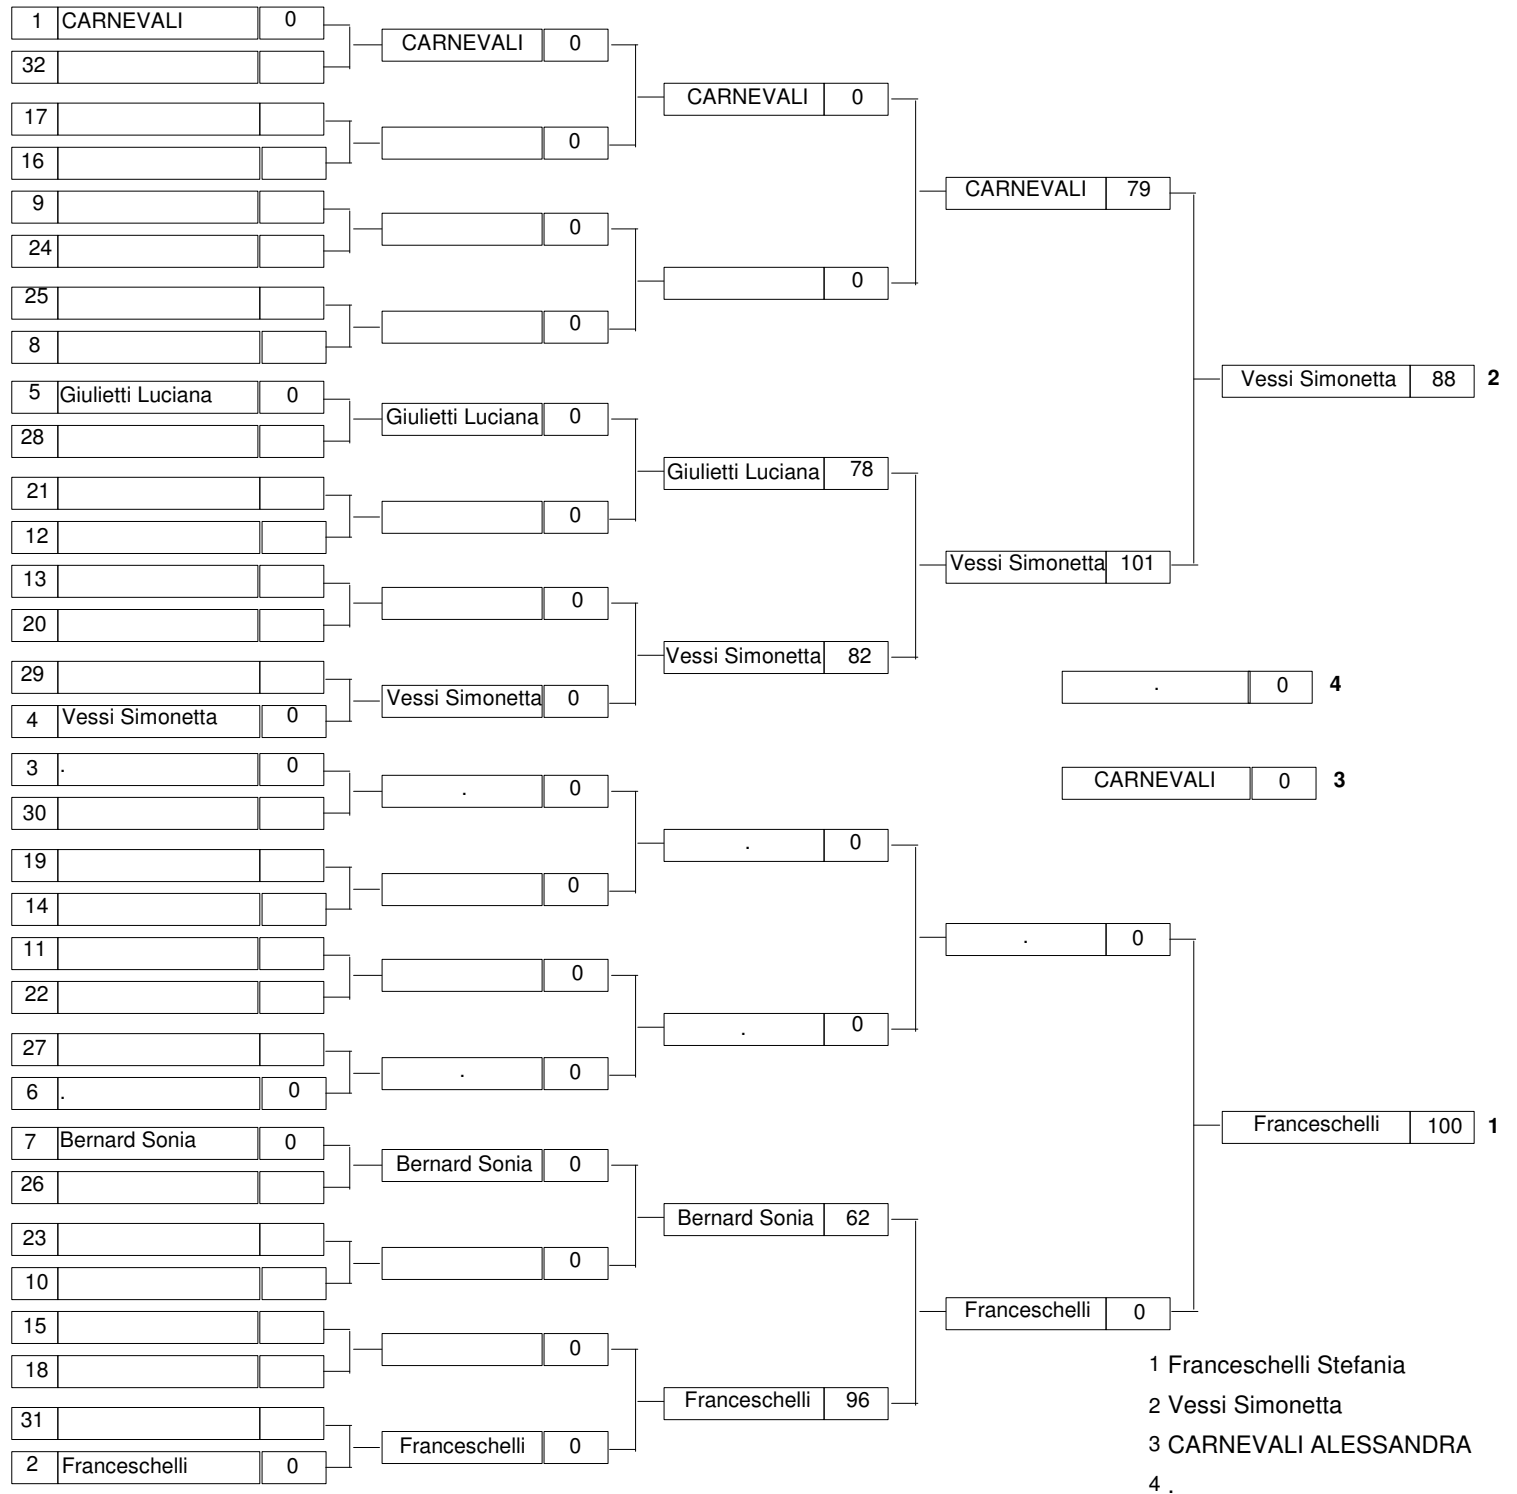 1 CARNEVALI 0
32
17
16
9
24
25
8
5 Giulietti Luciana 0
28
21
12
13
20
29
4 Vessi Simonetta 0
3 . 0
30
19
14
11
22
27
6 . 0
7 Bernard Sonia 0
26
23
10
15
18
31
2 Franceschelli 0
CARNEVALI 0
0
0
0
Giulietti Luciana 0
0
0
Vessi Simonetta 0
. 0
0
0
. 0
Bernard Sonia 0
0
0
Franceschelli 0
CARNEVALI 0
0
Giulietti Luciana 78
Vessi Simonetta 82
. 0
. 0
Bernard Sonia 62
Franceschelli 96
CARNEVALI 79
Vessi Simonetta 101
. 0
Franceschelli 0
Vessi Simonetta 88 2
. 0 4
CARNEVALI 0 3
Franceschelli 100 1
1 Franceschelli Stefania
2 Vessi Simonetta
3 CARNEVALI ALESSANDRA
4 .